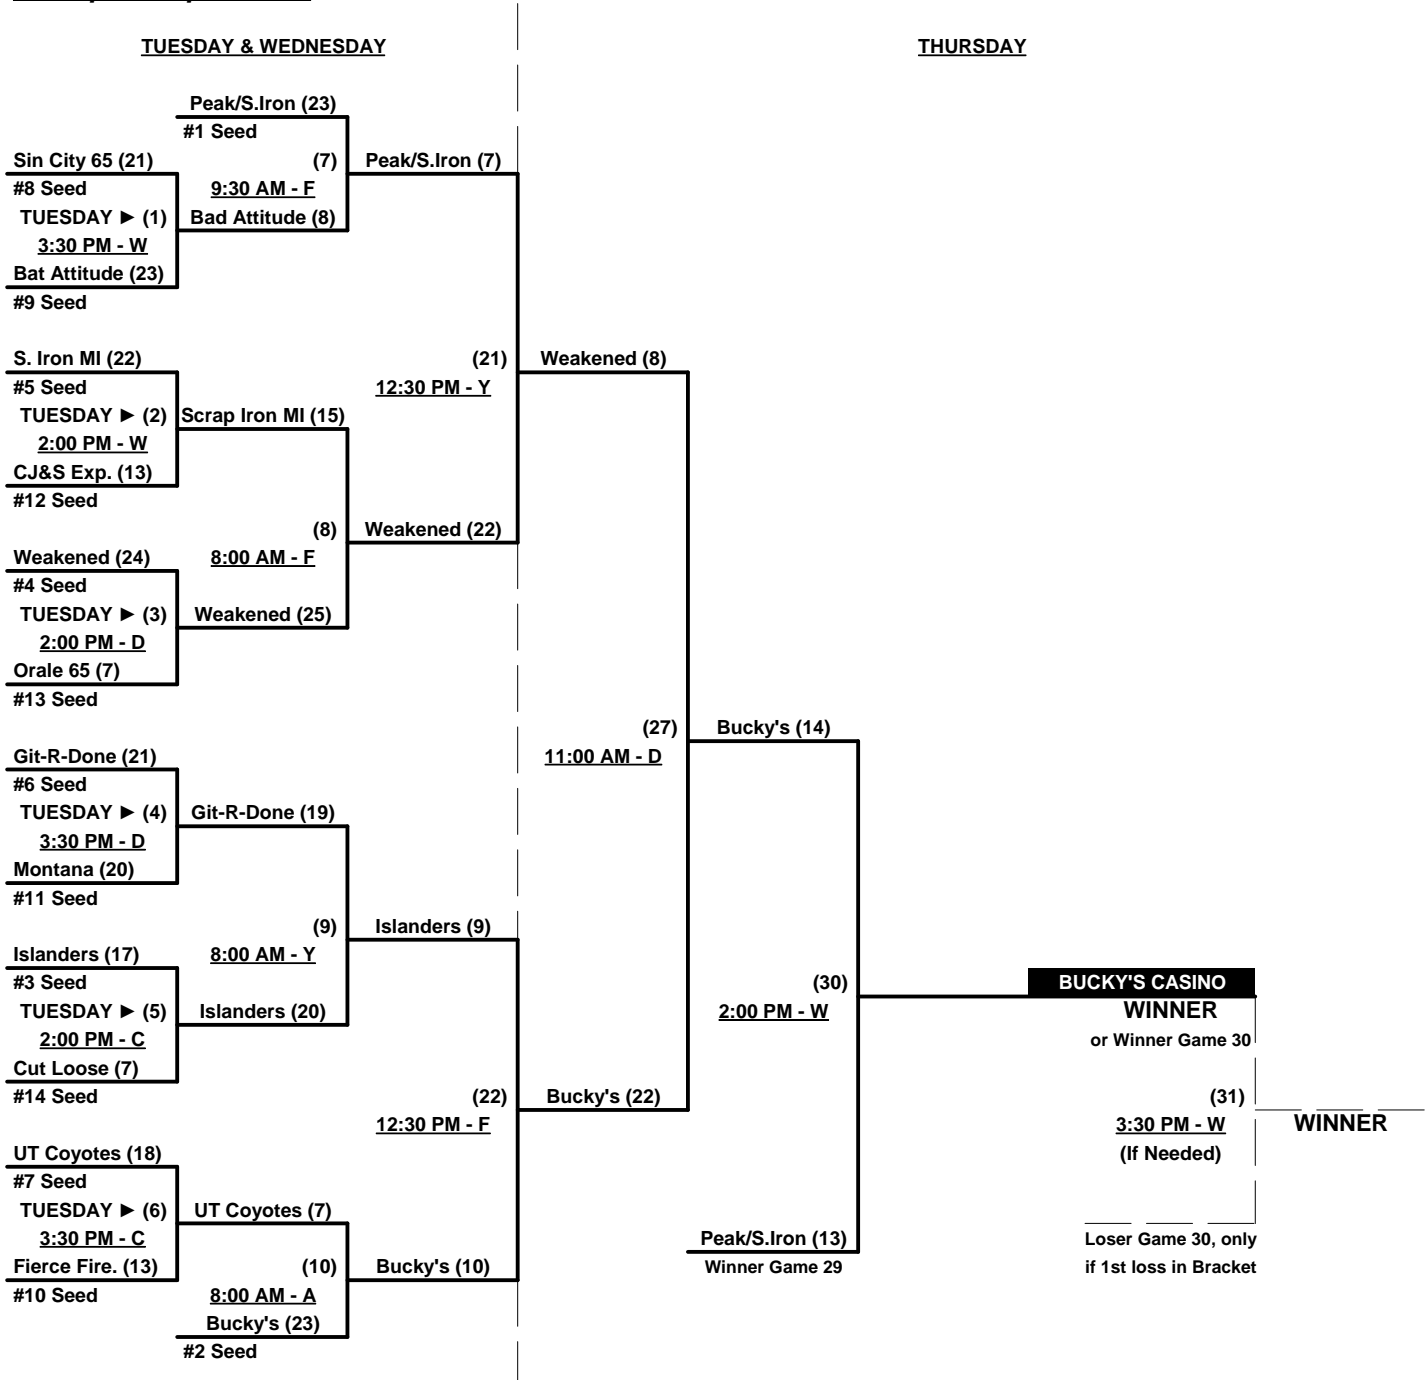 TUESDAY & WEDNESDAY
THURSDAY
Peak/S.Iron (23)
#1 Seed
Sin City 65 (21)
(7)
Peak/S.Iron (7)
#8 Seed
9:30 AM - F
TUESDAY ► (1)
Bad Attitude (8)
3:30 PM - W
Bat Attitude (23)
#9 Seed
S. Iron MI (22)
(21)
Weakened (8)
#5 Seed
12:30 PM - Y
TUESDAY ► (2)
Scrap Iron MI (15)
2:00 PM - W
CJ&S Exp. (13)
#12 Seed
(8)
Weakened (22)
Weakened (24)
8:00 AM - F
#4 Seed
TUESDAY ► (3)
Weakened (25)
2:00 PM - D
Orale 65 (7)
#13 Seed
(27)
Bucky's (14)
Git-R-Done (21)
11:00 AM - D
#6 Seed
TUESDAY ► (4)
Git-R-Done (19)
3:30 PM - D
Montana (20)
#11 Seed
(9)
Islanders (9)
Islanders (17)
8:00 AM - Y
#3 Seed
(30)
BUCKY'S CASINO
TUESDAY ► (5)
Islanders (20)
2:00 PM - W
WINNER
2:00 PM - C
or Winner Game 30
Cut Loose (7)
#14 Seed
(22)
Bucky's (22)
(31)
12:30 PM - F
3:30 PM - W
WINNER
UT Coyotes (18)
(If Needed)
#7 Seed
TUESDAY ► (6)
UT Coyotes (7)
3:30 PM - C
Peak/S.Iron (13)
Loser Game 30, only
Fierce Fire. (13)
(10)
Bucky's (10)
Winner Game 29
if 1st loss in Bracket
#10 Seed
8:00 AM - A
Bucky's (23)
#2 Seed